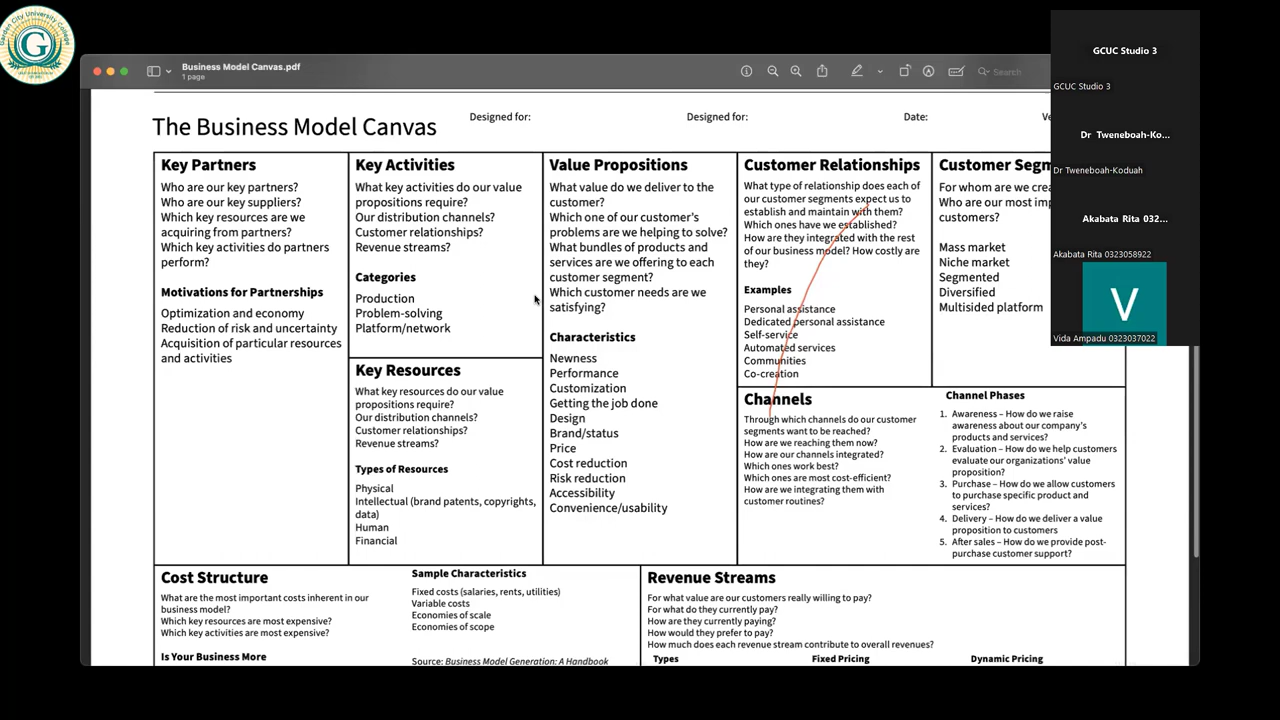 Garden City University College
G
Business Model Canvas.pdf
1 page
Search
GCUC Studio 3
GCUC Studio 3
Dr Tweneboah-Ko...
Dr Tweneboah-Koduah
Akabata Rita 032...
Akabata Rita 0323058922
V
Vida Ampadu 0323037022
The Business Model Canvas
Designed for:
Designed for:
Date:
Ve
Key Partners
Who are our key partners?
Who are our key suppliers?
Which key resources are we
acquiring from partners?
Which key activities do partners
perform?
Motivations for Partnerships
Optimization and economy
Reduction of risk and uncertainty
Acquisition of particular resources
and activities
Key Activities
What key activities do our value
propositions require?
Our distribution channels?
Customer relationships?
Revenue streams?
Categories
Production
Problem-solving
Platform/network
Key Resources
What key resources do our value
propositions require?
Our distribution channels?
Customer relationships?
Revenue streams?
Types of Resources
Physical
Intellectual (brand patents, copyrights,
data)
Human
Financial
Value Propositions
What value do we deliver to the
customer?
Which one of our customer's
problems are we helping to solve?
What bundles of products and
services are we offering to each
customer segment?
Which customer needs are we
satisfying?
Characteristics
Newness
Performance
Customization
Getting the job done
Design
Brand/status
Price
Cost reduction
Risk reduction
Accessibility
Convenience/usability
Customer Relationships
What type of relationship does each of
our customer segments expect us to
establish and maintain with them?
Which ones have we established?
How are they integrated with the rest
of our business model? How costly are
they?
Examples
Personal assistance
Dedicated personal assistance
Self-service
Automated services
Communities
Co-creation
Channels
Through which channels do our customer
segments want to be reached?
How are we reaching them now?
How are our channels integrated?
Which ones work best?
Which ones are most cost-efficient?
How are we integrating them with
customer routines?
Customer Segm
For whom are we crea
Who are our most imp
customers?
Mass market
Niche market
Segmented
Diversified
Multisided platform
Channel Phases
1. Awareness – How do we raise
awareness about our company's
products and services?
2. Evaluation – How do we help customers
evaluate our organizations' value
proposition?
3. Purchase – How do we allow customers
to purchase specific product and
services?
4. Delivery – How do we deliver a value
proposition to customers
5. After sales – How do we provide post-
purchase customer support?
Cost Structure
What are the most important costs inherent in our
business model?
Which key resources are most expensive?
Which key activities are most expensive?
Is Your Business More
Sample Characteristics
Fixed costs (salaries, rents, utilities)
Variable costs
Economies of scale
Economies of scope
Source: Business Model Generation: A Handbook
Revenue Streams
For what value are our customers really willing to pay?
For what do they currently pay?
How are they currently paying?
How would they prefer to pay?
How much does each revenue stream contribute to overall revenues?
Types
Fixed Pricing
Dynamic Pricing